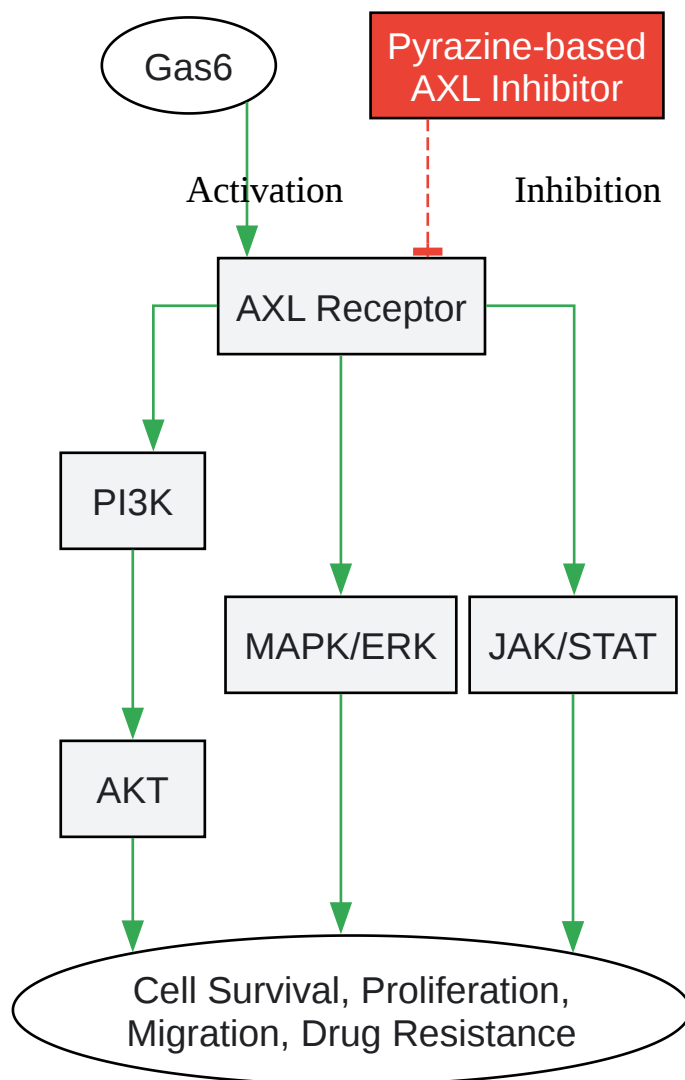 Gas6
Pyrazine-based
AXL Inhibitor
Activation
Inhibition
AXL Receptor
PI3K
MAPK/ERK
JAK/STAT
AKT
Cell Survival, Proliferation,
Migration, Drug Resistance